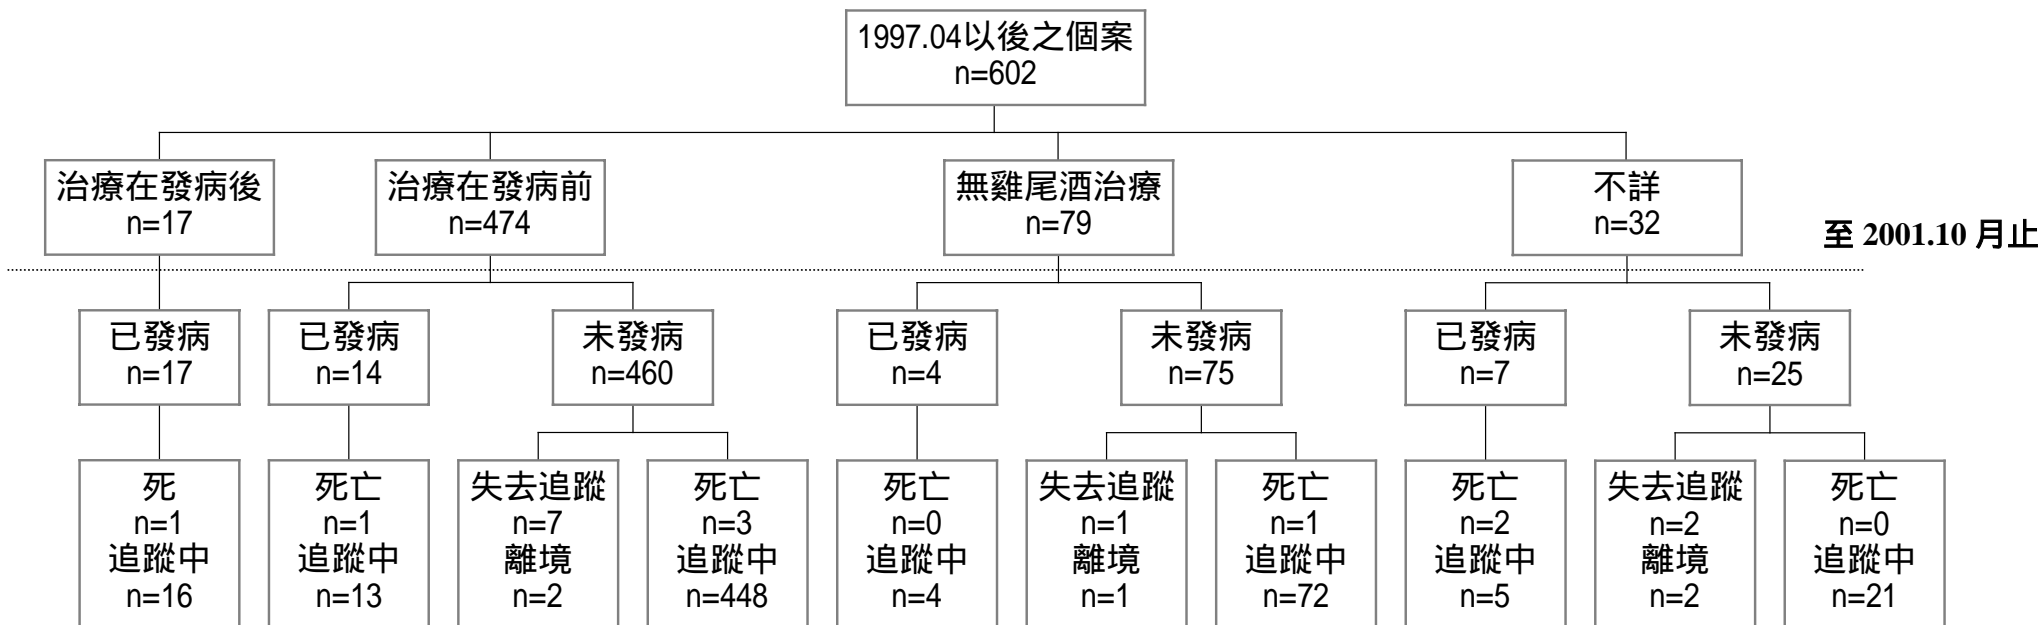 1997.04以後之個案
n=602
治療在發病後
n=17
治療在發病前
n=474
無雞尾酒治療
n=79
不詳
n=32
至 2001.10 月止
已發病
n=17
已發病
n=14
未發病
n=460
已發病
n=4
未發病
n=75
已發病
n=7
未發病
n=25
死
n=1
追蹤中
n=16
死亡
n=1
追蹤中
n=13
失去追蹤
n=7
離境
n=2
死亡
n=3
追蹤中
n=448
死亡
n=0
追蹤中
n=4
失去追蹤
n=1
離境
n=1
死亡
n=1
追蹤中
n=72
死亡
n=2
追蹤中
n=5
失去追蹤
n=2
離境
n=2
死亡
n=0
追蹤中
n=21